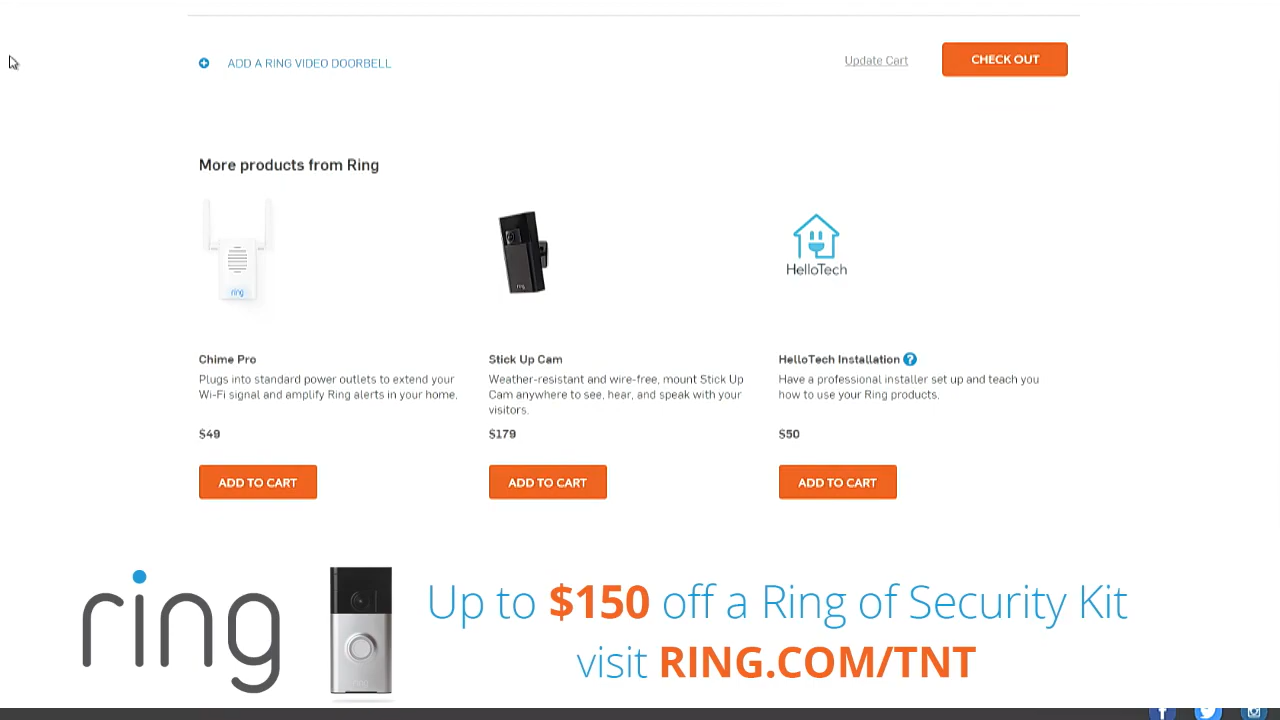 ADD A RING VIDEO DOORBELL
Update Cart
CHECK OUT
More products from Ring
ring
ring
HelloTech
Chime Pro
Plugs into standard power outlets to extend your
Wi-Fi signal and amplify Ring alerts in your home.
$49
ADD TO CART
Stick Up Cam
Weather-resistant and wire-free, mount Stick Up
Cam anywhere to see, hear, and speak with your
visitors.
$179
ADD TO CART
HelloTech Installation ?
Have a professional installer set up and teach you
how to use your Ring products.
$50
ADD TO CART
ring
ring
Up to $150 off a Ring of Security Kit
visit RING.COM/TNT